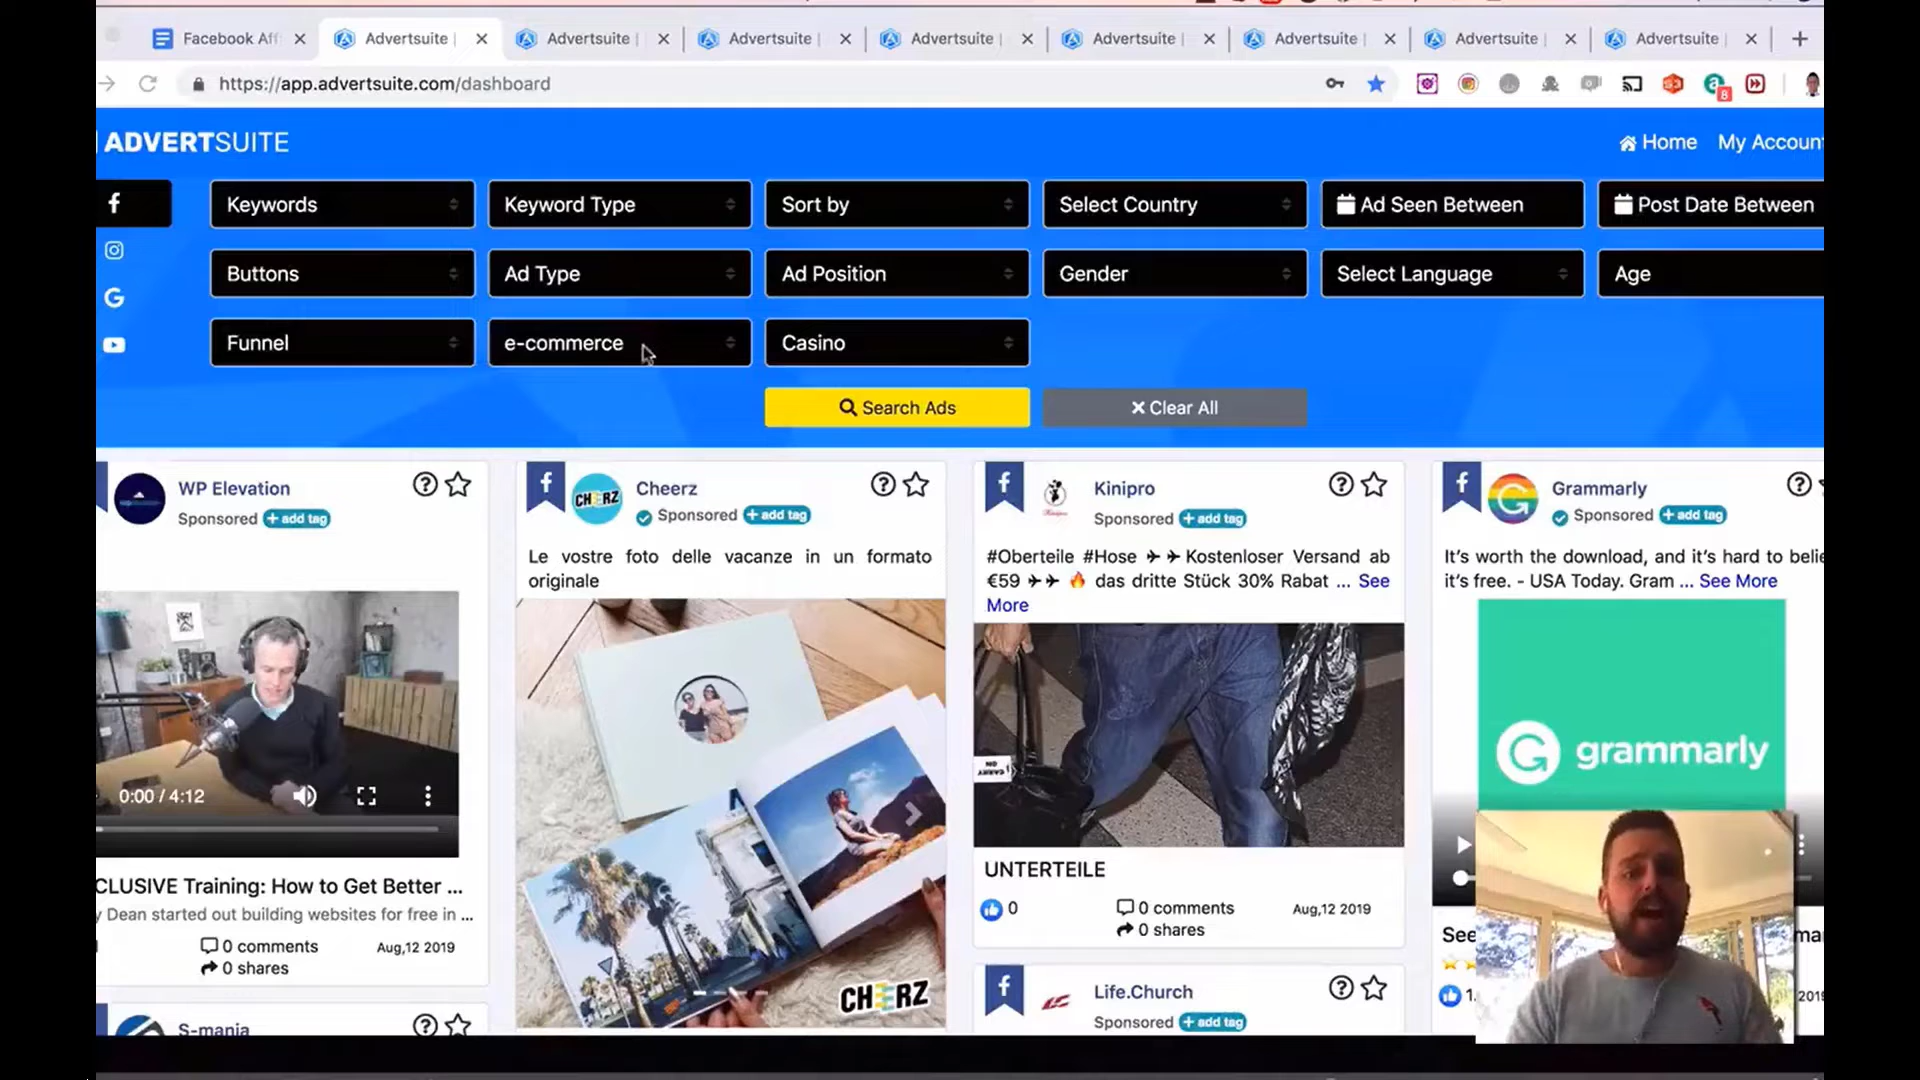 Facebook Aff
Advertsuite |
Advertsuite |
Advertsuite |
Advertsuite |
Advertsuite |
Advertsuite |
Advertsuite |
Advertsuite |
https://app.advertsuite.com/dashboard
8
ADVERTSUITE
Home
My Account
Keywords
Keyword Type
Sort by
Select Country
Ad Seen Between
Post Date Between
Buttons
Ad Type
Ad Position
Gender
Select Language
Age
Funnel
e-commerce
Casino
Search Ads
Clear All
WP Elevation
Sponsored + add tag
0:00 / 4:12
CLUSIVE Training: How to Get Better ...
y Dean started out building websites for free in ...
0 comments
Aug,12 2019
0 shares
S-mania
CHEERZ
Cheerz
Sponsored + add tag
Le vostre foto delle vacanze in un formato
originale
CHEERZ
Kinipro
Sponsored + add tag
#Oberteile #Hose ✈✈Kostenloser Versand ab
€59 ✈✈ 🔥 das dritte Stück 30% Rabat ... See
More
UNTERTEILE
0
0 comments
Aug,12 2019
0 shares
Life.Church
Sponsored + add tag
Grammarly
Sponsored + add tag
It's worth the download, and it's hard to belie
it's free. - USA Today. Gram ... See More
grammarly
See
mar
1.
2019